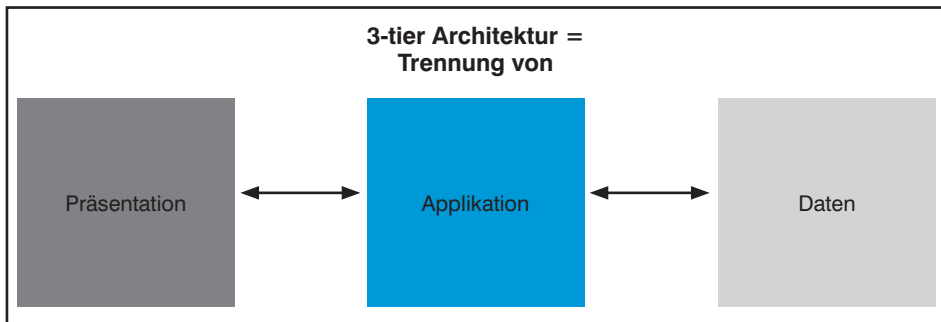 3-tier Architektur =
Trennung von
Präsentation
Applikation
Daten